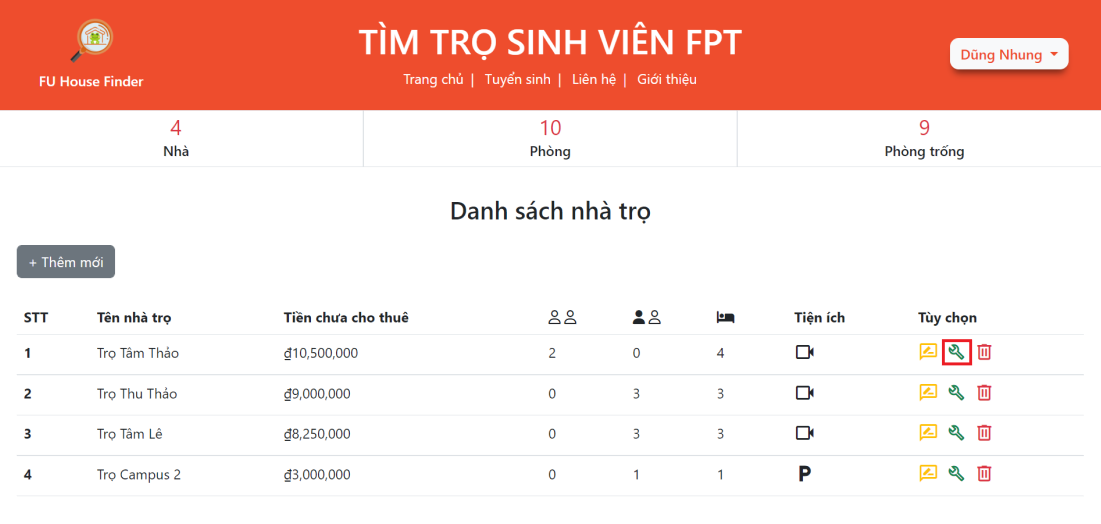 TÌM TRỌ SINH VIÊN FPT
FU House Finder
Trang chủ | Tuyển sinh | Liên hệ | Giới thiệu
Dũng Nhung
4 10 9
Nhà Phòng Phòng trống
Danh sách nhà trọ
+ Thêm mới
STT Tên nhà trọ Tiền chưa cho thuê Tiện ích Tùy chọn
1 Trọ Tâm Thảo ₫10,500,000 2 0 4
2 Trọ Thu Thảo ₫9,000,000 0 3 3
3 Trọ Tâm Lê ₫8,250,000 0 3 3
4 Trọ Campus 2 ₫3,000,000 0 1 1 P